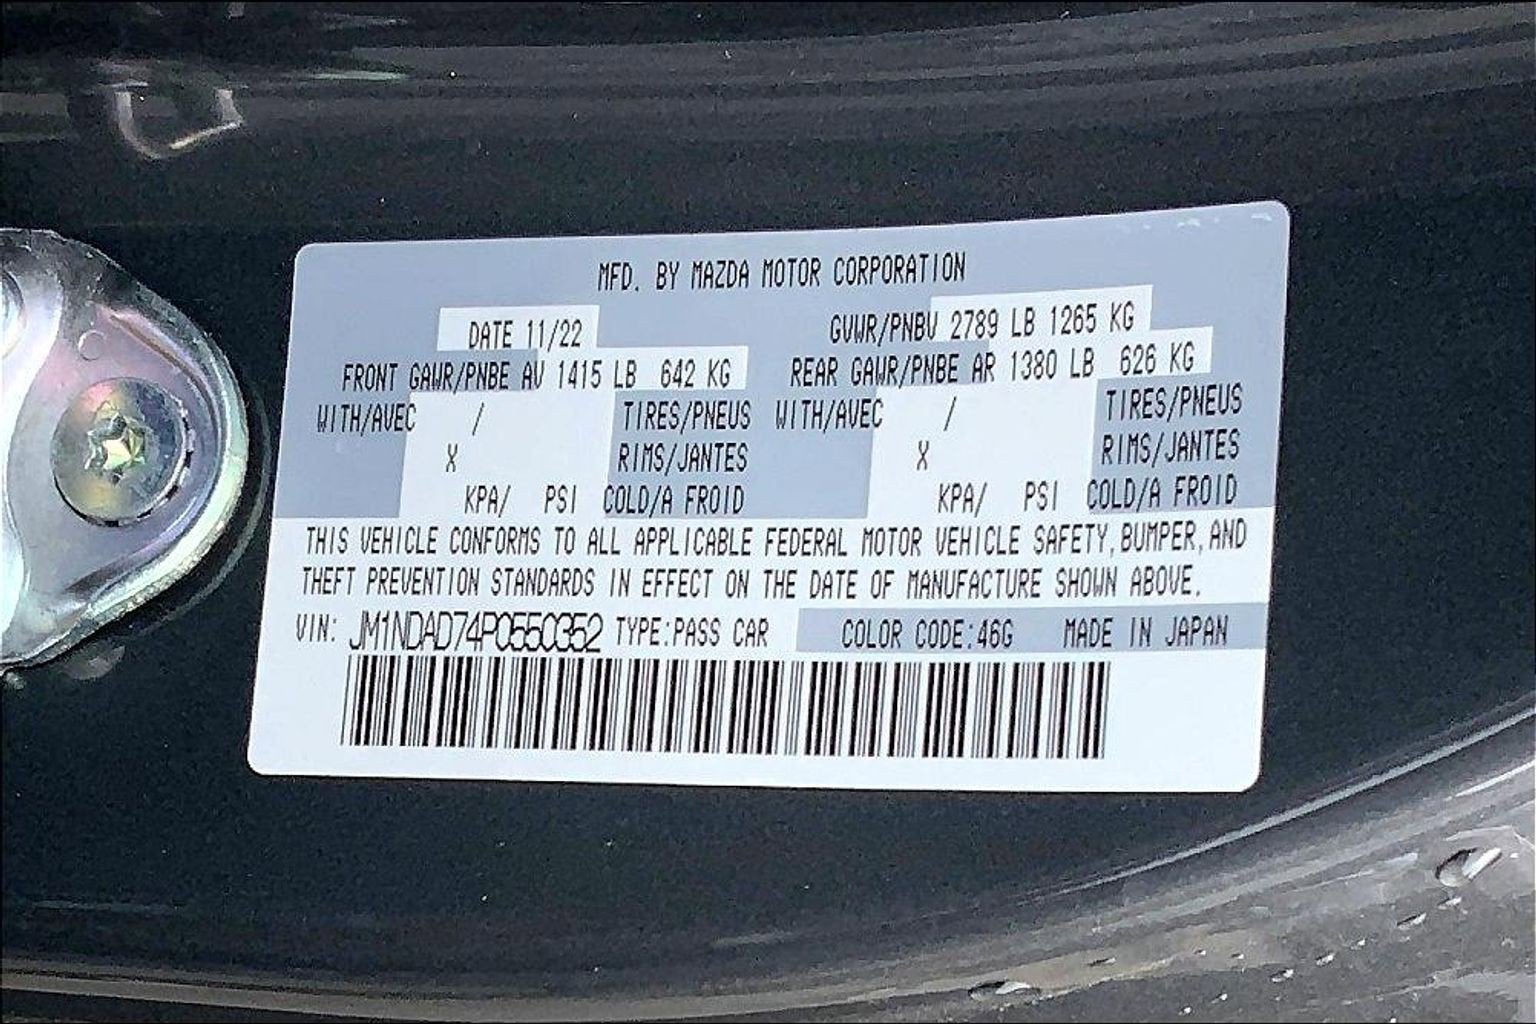 MFD. BY MAZDA MOTOR CORPORATION
DATE 11/22 GVWR/PNBV 2789 LB 1265 KG
FRONT GAWR/PNBE AV 1415 LB 642 KG REAR GAWR/PNBE AR 1380 LB 626 KG
WITH/AVEC / TIRES/PNEUS WITH/AVEC / TIRES/PNEUS
X RIMS/JANTES X RIMS/JANTES
KPA/ PSI COLD/A FROID KPA/ PSI COLD/A FROID
THIS VEHICLE CONFORMS TO ALL APPLICABLE FEDERAL MOTOR VEHICLE SAFETY, BUMPER, AND
THEFT PREVENTION STANDARDS IN EFFECT ON THE DATE OF MANUFACTURE SHOWN ABOVE.
VIN: JM1NDAD74P0550352 TYPE:PASS CAR COLOR CODE:46G MADE IN JAPAN